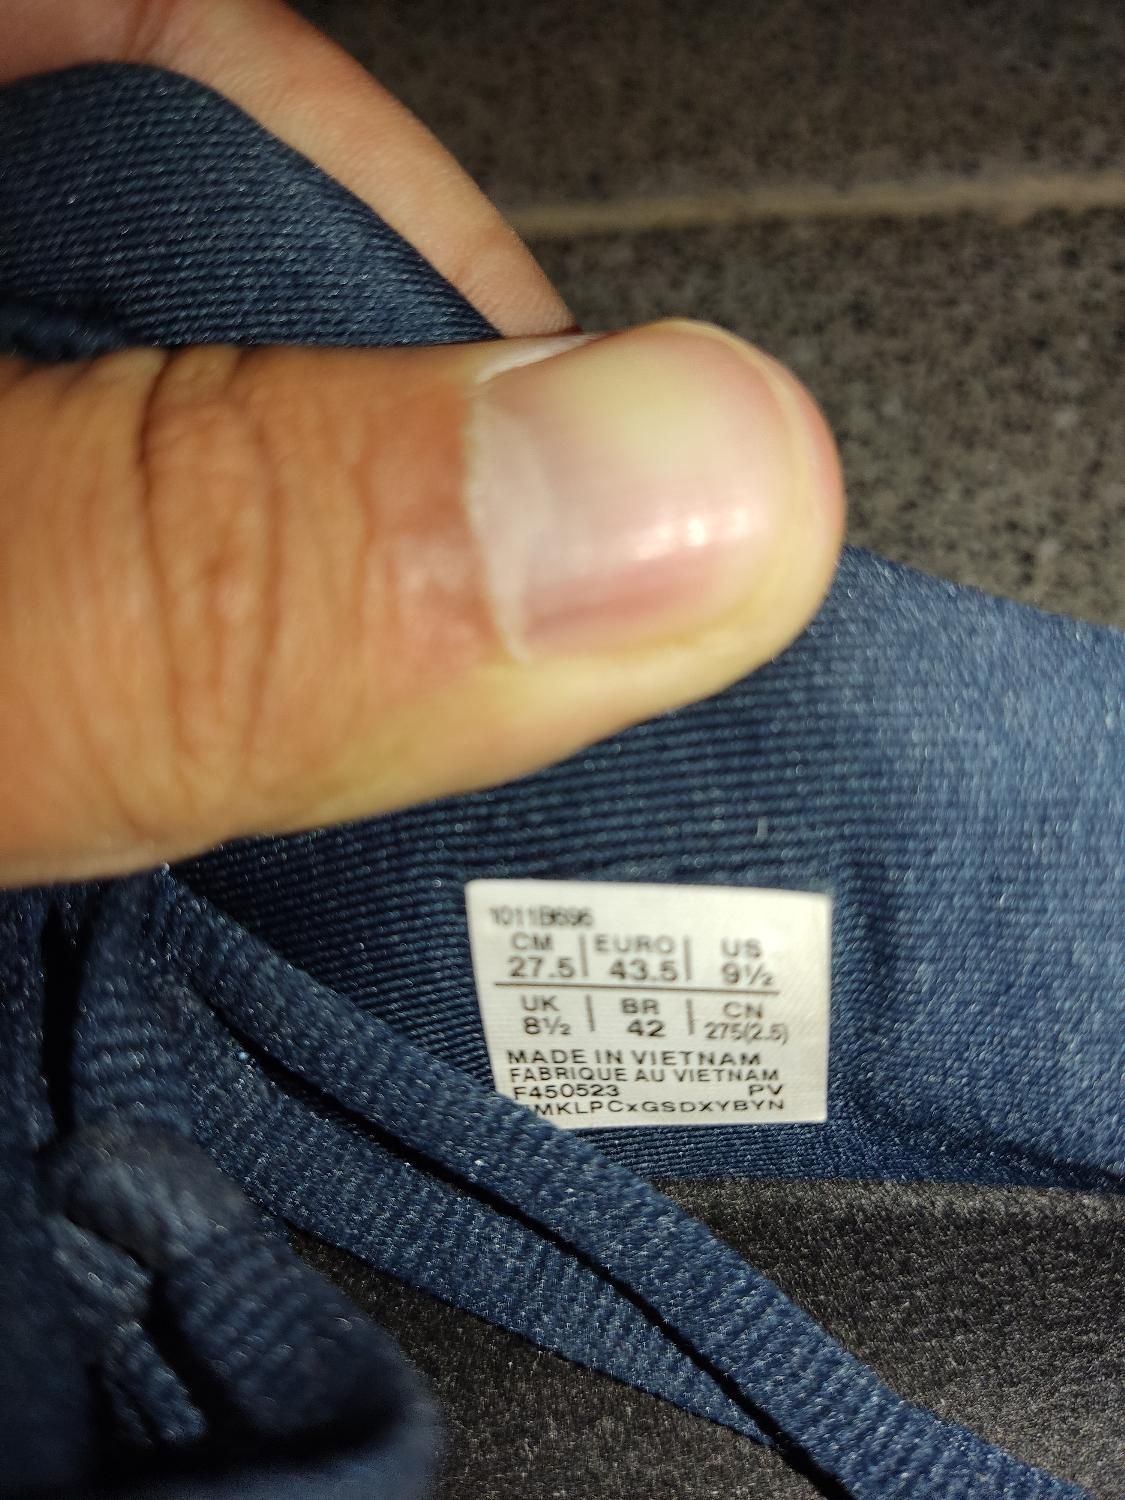 1011B696
CM | EURO | US
27.5 | 43.5 | 9½
UK | BR | CN
8½ | 42 | 275(2.5)
MADE IN VIETNAM
FABRIQUE AU VIETNAM
F450523 PV
MKLPCxGSDXYBYN